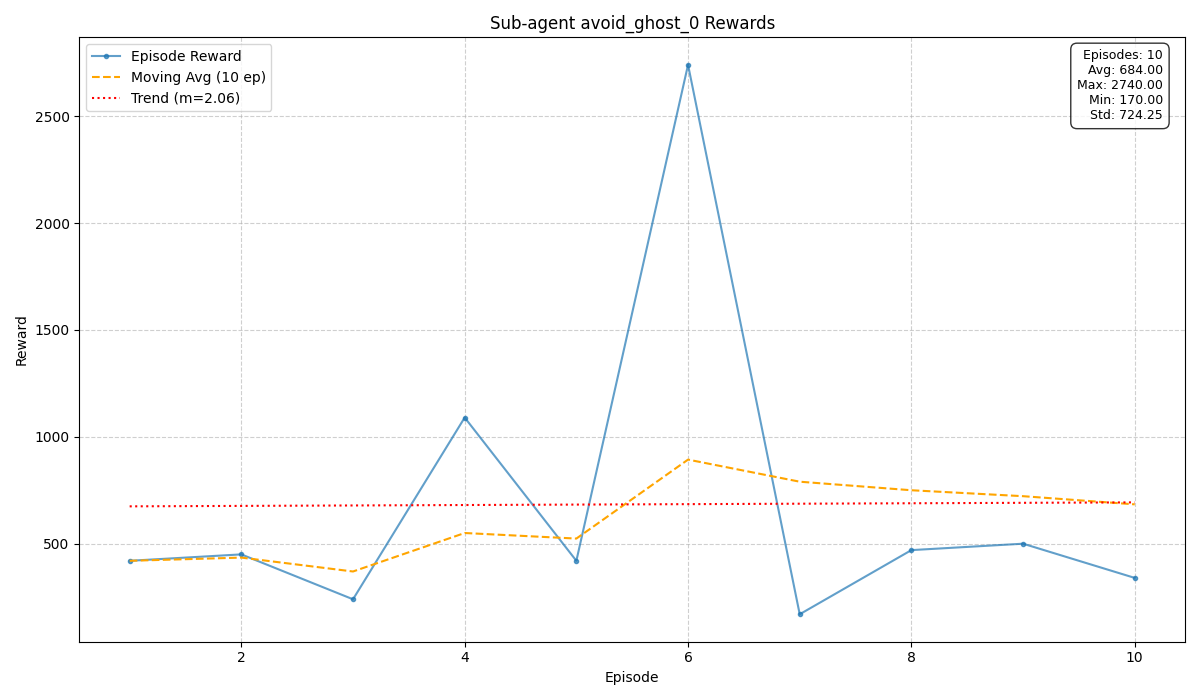 Sub-agent avoid_ghost_0 Rewards
Episode Reward
Moving Avg (10 ep)
Trend (m=2.06)
Episodes: 10
Avg: 684.00
Max: 2740.00
Min: 170.00
Std: 724.25
2500
2000
1500
1000
500
Reward
2
4
6
8
10
Episode